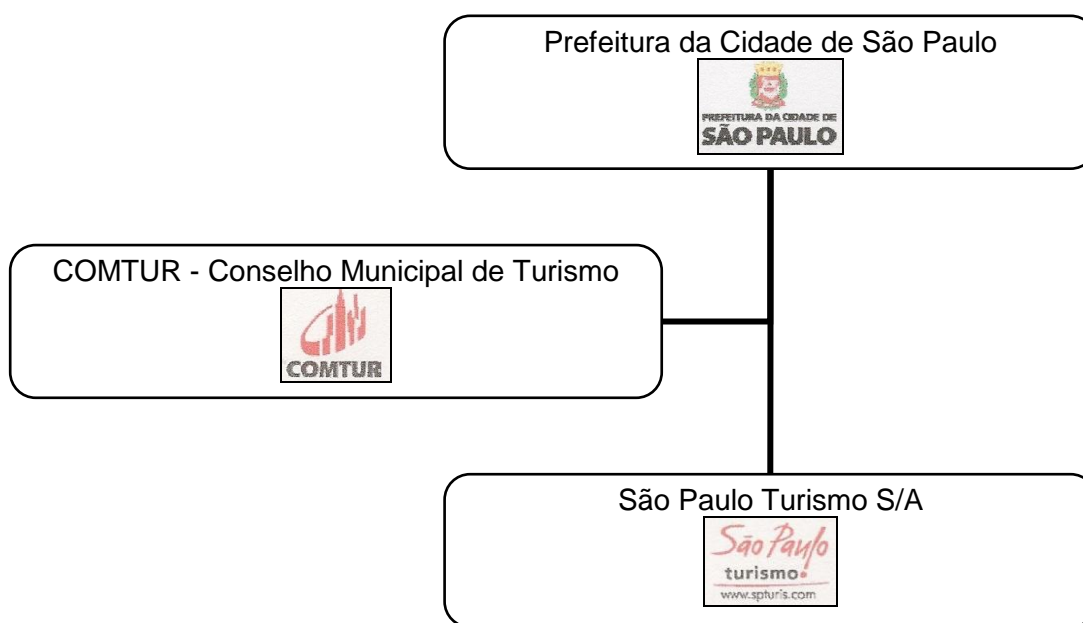 Prefeitura da Cidade de São Paulo
PREFEITURA DA CIDADE DE
SÃO PAULO
COMTUR - Conselho Municipal de Turismo
COMTUR
São Paulo Turismo S/A
São Paulo
turismo
www.spturis.com